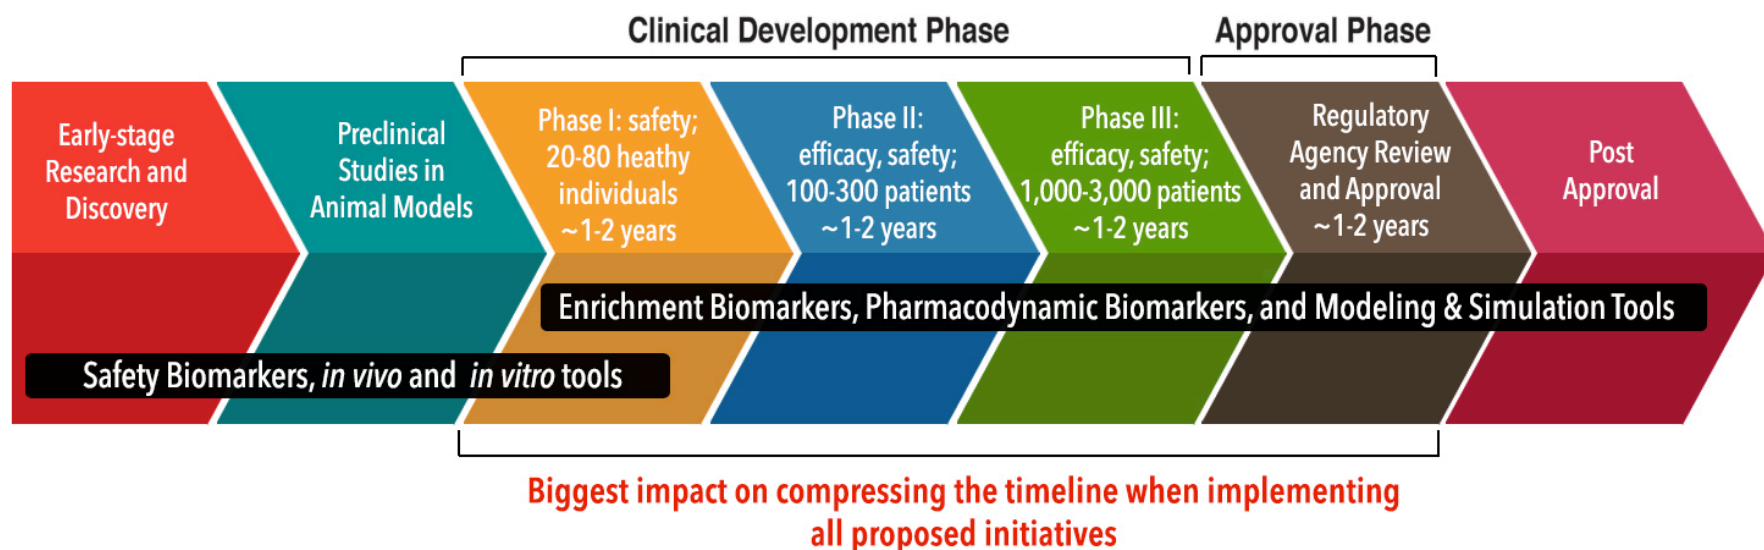 Clinical Development Phase
Approval Phase
Early-stage
Research and
Discovery
Preclinical
Studies in
Animal Models
Phase I: safety;
20-80 heathy
individuals
~1-2 years
Phase II:
efficacy, safety;
100-300 patients
~1-2 years
Phase III:
efficacy, safety;
1,000-3,000 patients
~1-2 years
Regulatory
Agency Review
and Approval
~1-2 years
Post
Approval
Enrichment Biomarkers, Pharmacodynamic Biomarkers, and Modeling & Simulation Tools
Safety Biomarkers, in vivo and in vitro tools
Biggest impact on compressing the timeline when implementing
all proposed initiatives